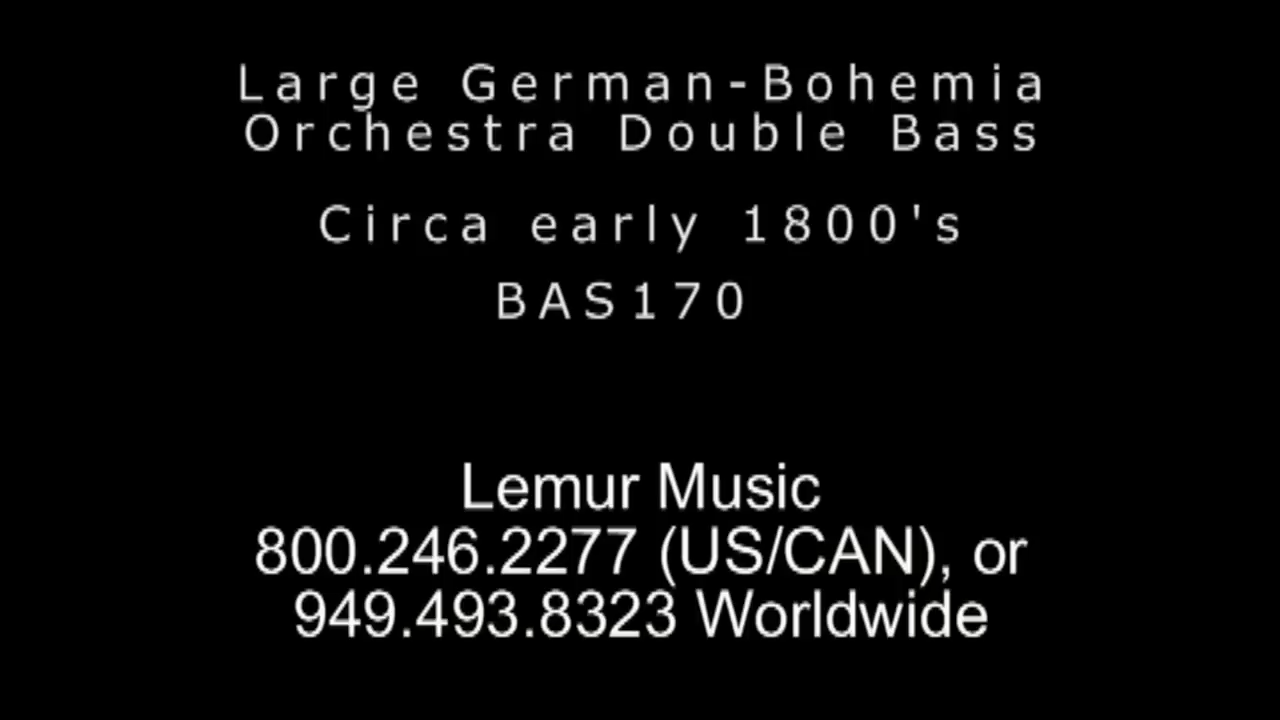 Large German-Bohemia
Orchestra Double Bass
Circa early 1800's
BAS170
Lemur Music
800.246.2277 (US/CAN), or
949.493.8323 Worldwide